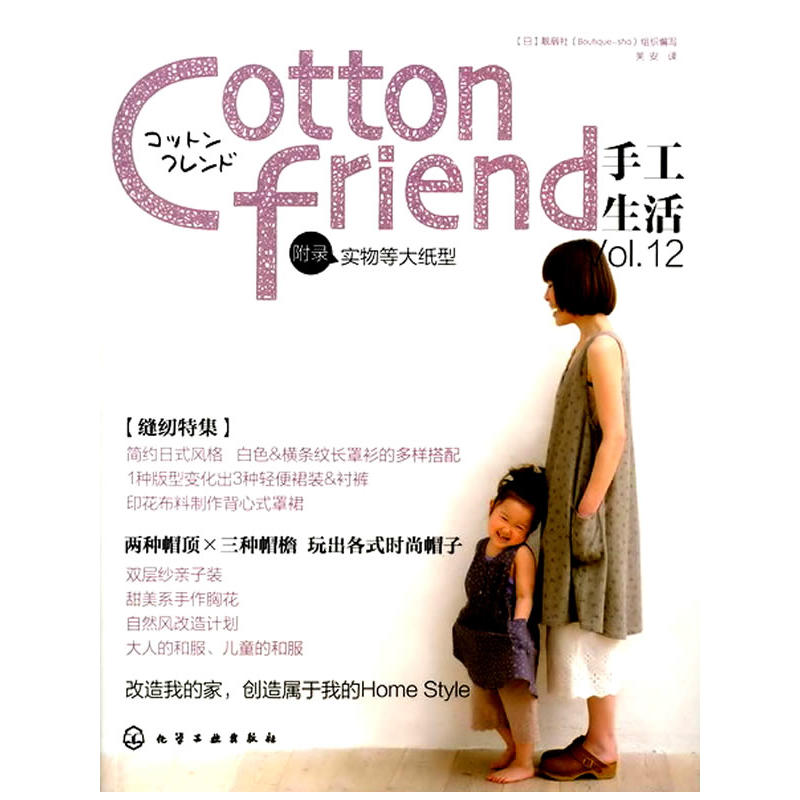 【日】靓丽社（Boutique-sha）组织编写
吴安 译
Cotton
friend
コットン
フレンド
手工
生活
Vol.12
附录
实物等大纸型
【缝纫特集】
简约日式风格 白色&横条纹长罩衫的多样搭配
1种版型变化出3种轻便裙装&衬裤
印花布料制作背心式罩裙
两种帽顶×三种帽檐 玩出各式时尚帽子
双层纱亲子装
甜美系手作胸花
自然风改造计划
大人的和服、儿童的和服
改造我的家，创造属于我的Home Style
化学工业出版社